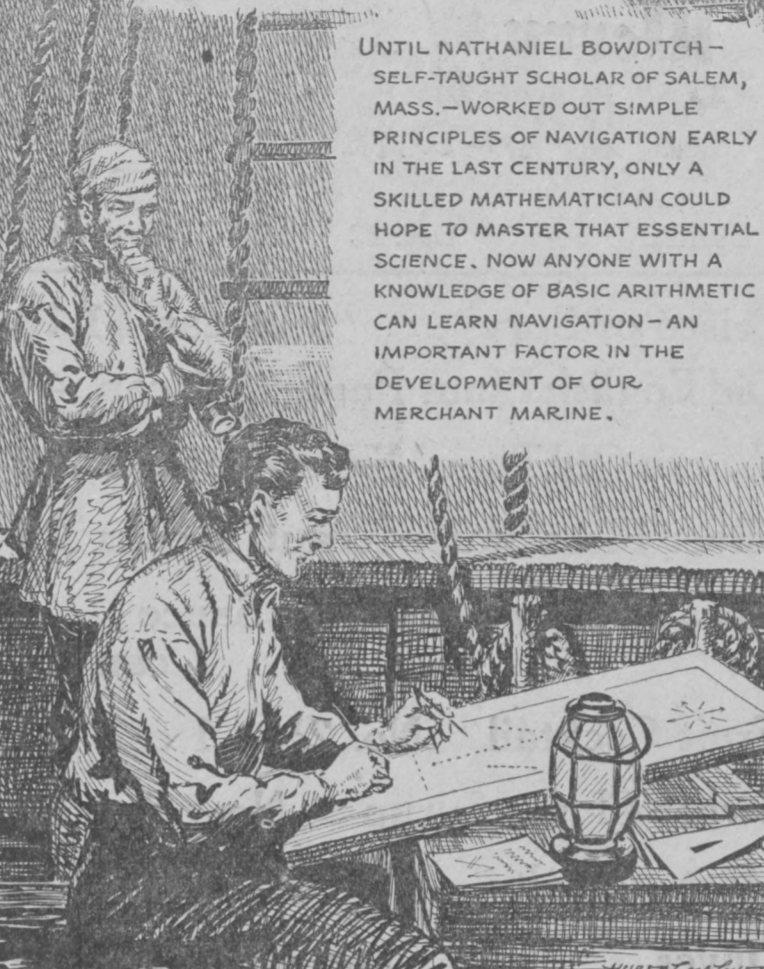 UNTIL NATHANIEL BOWDITCH –
SELF-TAUGHT SCHOLAR OF SALEM,
MASS.–WORKED OUT SIMPLE
PRINCIPLES OF NAVIGATION EARLY
IN THE LAST CENTURY, ONLY A
SKILLED MATHEMATICIAN COULD
HOPE TO MASTER THAT ESSENTIAL
SCIENCE. NOW ANYONE WITH A
KNOWLEDGE OF BASIC ARITHMETIC
CAN LEARN NAVIGATION – AN
IMPORTANT FACTOR IN THE
DEVELOPMENT OF OUR
MERCHANT MARINE.